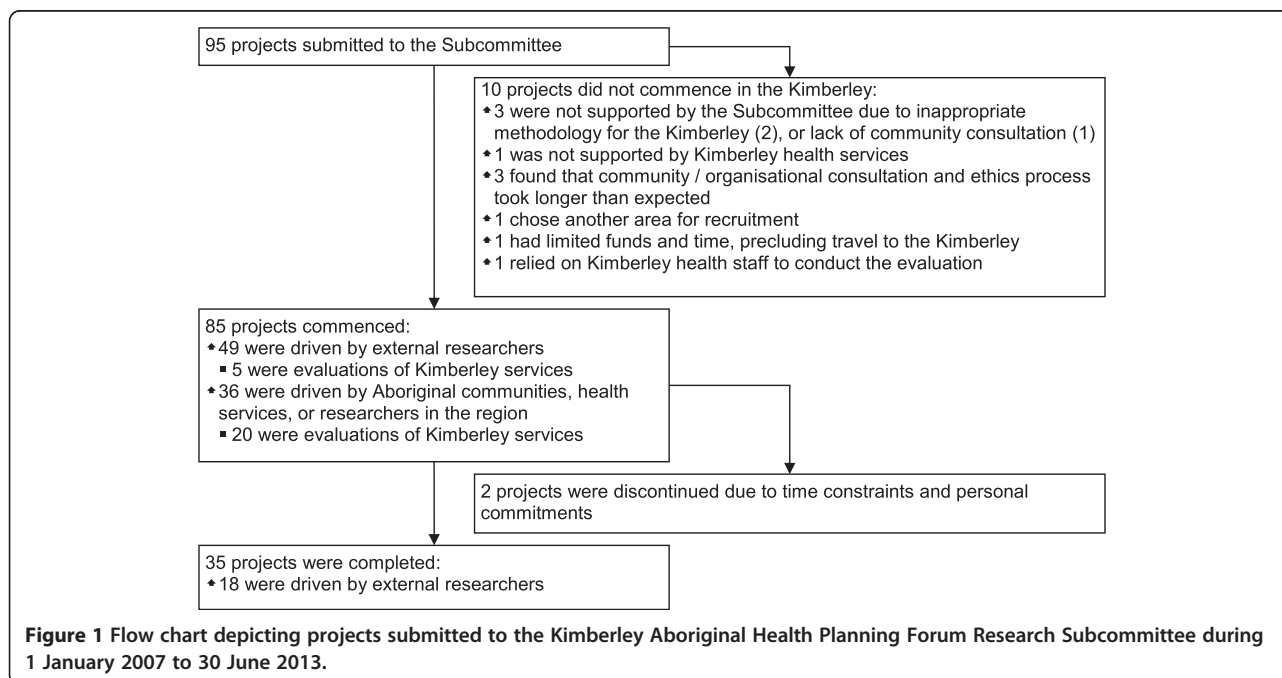 95 projects submitted to the Subcommittee
10 projects did not commence in the Kimberley:
3 were not supported by the Subcommittee due to inappropriate
methodology for the Kimberley (2), or lack of community consultation (1)
1 was not supported by Kimberley health services
3 found that community / organisational consultation and ethics process
took longer than expected
1 chose another area for recruitment
1 had limited funds and time, precluding travel to the Kimberley
1 relied on Kimberley health staff to conduct the evaluation
85 projects commenced:
49 were driven by external researchers
▪ 5 were evaluations of Kimberley services
36 were driven by Aboriginal communities, health
services, or researchers in the region
▪ 20 were evaluations of Kimberley services
2 projects were discontinued due to time constraints and personal
commitments
35 projects were completed:
18 were driven by external researchers
Figure 1 Flow chart depicting projects submitted to the Kimberley Aboriginal Health Planning Forum Research Subcommittee during
1 January 2007 to 30 June 2013.